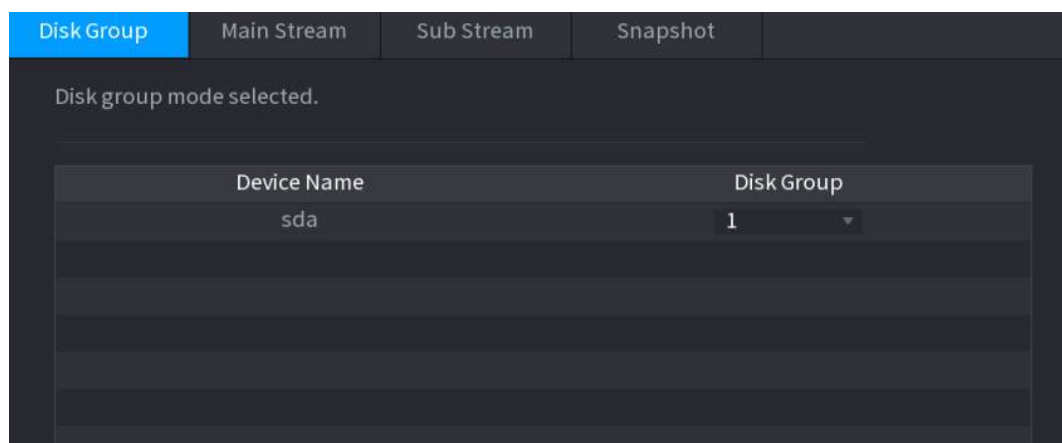 Disk Group Main Stream Sub Stream Snapshot
Disk group mode selected.
Device Name Disk Group
sda 1